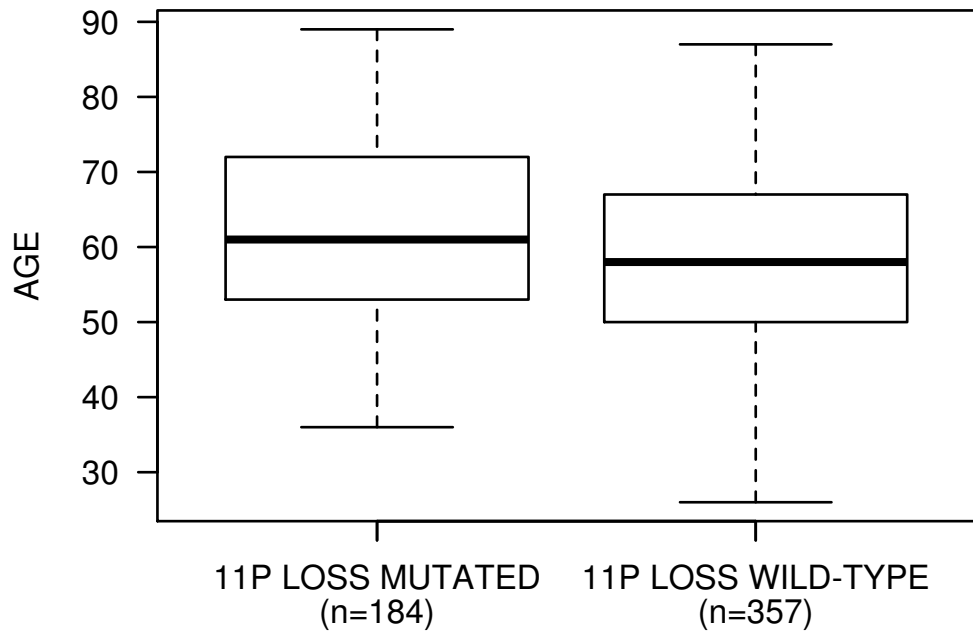 AGE
90
80
70
60
50
40
30
11P LOSS MUTATED
(n=184)
11P LOSS WILD-TYPE
(n=357)